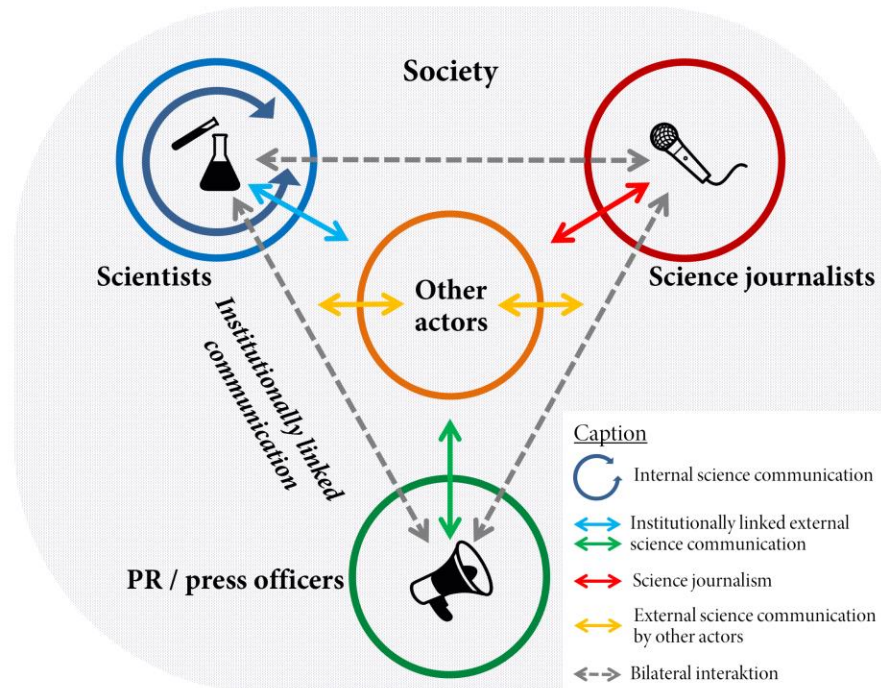 Society
Scientists
Science journalists
Other
actors
Institutionally linked
communication
PR / press officers
Caption
Internal science communication
Institutionally linked external
science communication
Science journalism
External science communication
by other actors
Bilateral interaktion